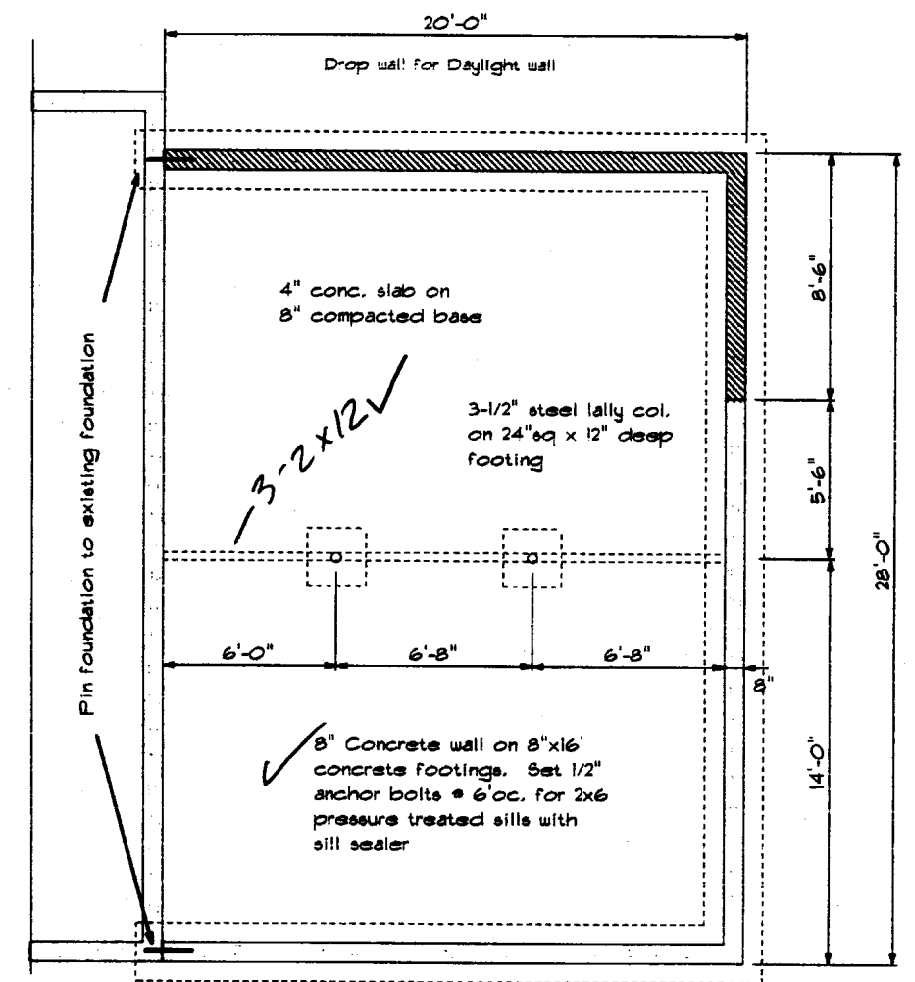 20'-0"
Drop wall for Daylight wall
4" conc. slab on
8" compacted base
8'-6"
3-2x12
3-1/2" steel lally col.
on 24"sq x 12" deep
footing
5'-6"
28'-0"
Pin foundation to existing foundation
6'-0"
6'-8"
6'-8"
8"
14'-0"
8" Concrete wall on 8"x16'
concrete footings. Set 1/2"
anchor bolts @ 6'oc. for 2x6
pressure treated sills with
sill sealer